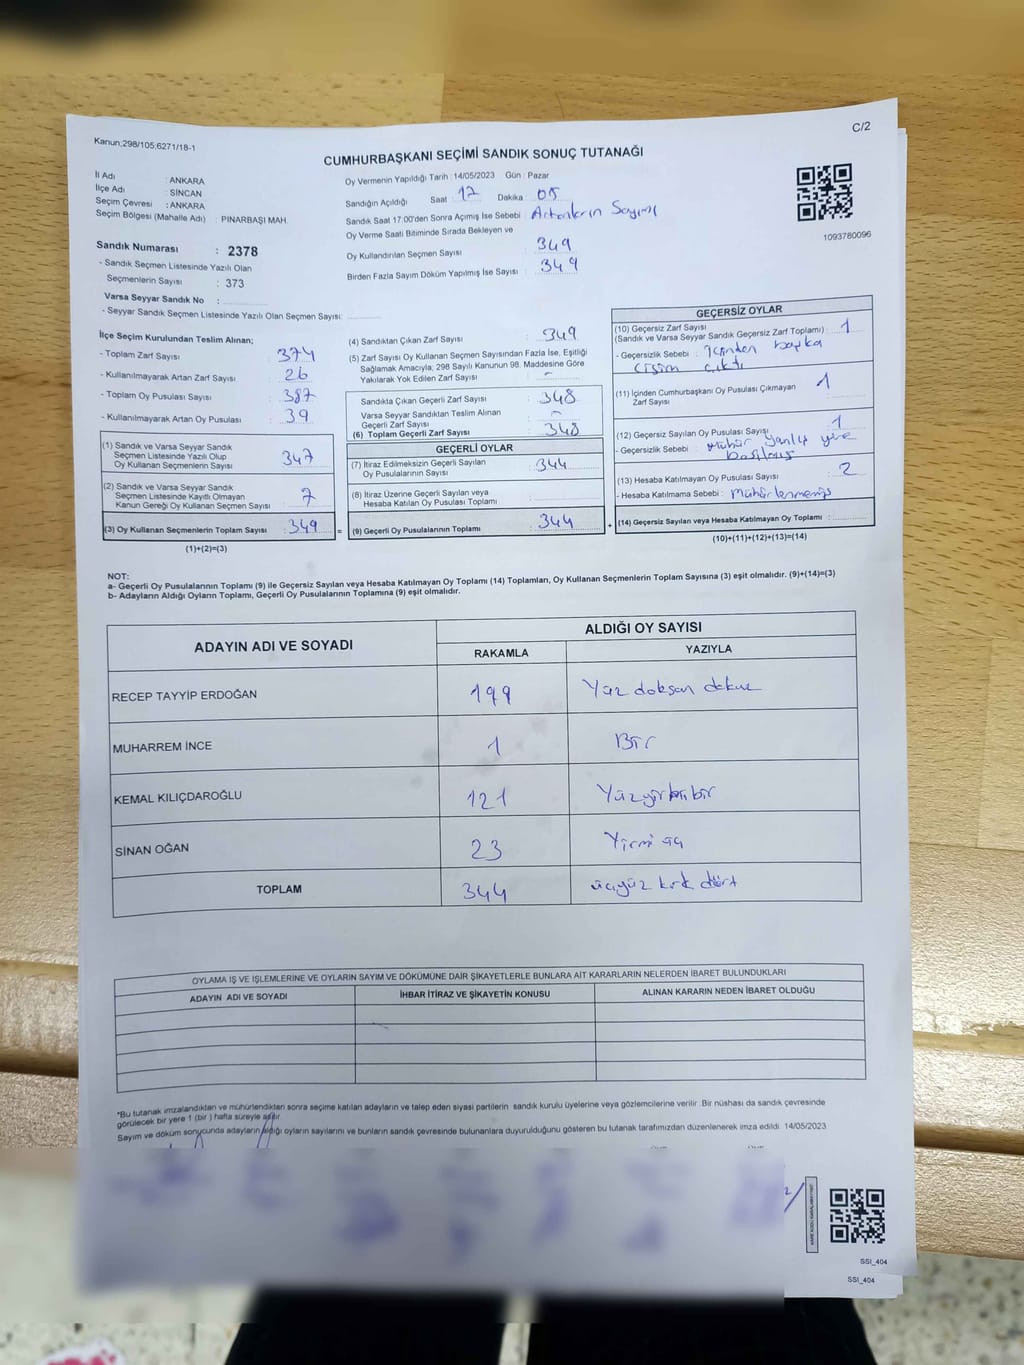 Kanun;298/105,6271/18-1
C/2
CUMHURBAŞKANI SEÇİMİ SANDIK SONUÇ TUTANAĞI
İl Adı : ANKARA
İlçe Adı : SİNCAN
Seçim Çevresi : ANKARA
Seçim Bölgesi (Mahalle Adı) : PINARBAŞI MAH.
Sandık Numarası : 2378
- Sandık Seçmen Listesinde Yazılı Olan
Seçmenlerin Sayısı : 373
Varsa Seyyar Sandık No :
- Seyyar Sandık Seçmen Listesinde Yazılı Olan Seçmen Sayısı:
Oy Vermenin Yapıldığı Tarih : 14/05/2023 Gün : Pazar
Sandığın Açıldığı Saat 17 Dakika 05
Sandık Saat 17:00'den Sonra Açımış İse Sebebi : Artanların Sayımı
Oy Verme Saati Bitiminde Sırada Bekleyen ve
Oy Kullandırılan Seçmen Sayısı : 349
Birden Fazla Sayım Döküm Yapılmış İse Sayısı : 349
1093780096
İlçe Seçim Kurulundan Teslim Alınan;
- Toplam Zarf Sayısı : 374
- Kullanılmayarak Artan Zarf Sayısı : 26
- Toplam Oy Pusulası Sayısı : 387
- Kullanılmayarak Artan Oy Pusulası : 39
(1) Sandık ve Varsa Seyyar Sandık
Seçmen Listesinde Yazılı Olup
Oy Kullanan Seçmenlerin Sayısı : 347
(2) Sandık ve Varsa Seyyar Sandık
Seçmen Listesinde Kayıtlı Olmayan
Kanun Gereği Oy Kullanan Seçmen Sayısı : 7
(3) Oy Kullanan Seçmenlerin Toplam Sayısı : 349 =
(1)+(2)=(3)
(4) Sandıktan Çıkan Zarf Sayısı : 349
(5) Zarf Sayısı Oy Kullanan Seçmen Sayısından Fazla İse, Eşitliği
Sağlamak Amacıyla; 298 Sayılı Kanunun 98. Maddesine Göre
Yakılarak Yok Edilen Zarf Sayısı : -
Sandıkta Çıkan Geçerli Zarf Sayısı : 348
Varsa Seyyar Sandıktan Teslim Alınan
Geçerli Zarf Sayısı : -
(6) Toplam Geçerli Zarf Sayısı : 348
GEÇERLİ OYLAR
(7) İtiraz Edilmeksizin Geçerli Sayılan
Oy Pusulalarının Sayısı : 344
(8) İtiraz Üzerine Geçerli Sayılan veya
Hesaba Katılan Oy Pusulası Toplamı :
(9) Geçerli Oy Pusulalarının Toplamı : 344 +
GEÇERSİZ OYLAR
(10) Geçersiz Zarf Sayısı
(Sandık ve Varsa Seyyar Sandık Geçersiz Zarf Toplamı) : 1
- Geçersizlik Sebebi : İçinden başka
cisim çıktı
(11) İçinden Cumhurbaşkanı Oy Pusulası Çıkmayan
Zarf Sayısı 1
(12) Geçersiz Sayılan Oy Pusulası Sayısı : 1
- Geçersizlik Sebebi : Mühür yanlış yere
basılmış
(13) Hesaba Katılmayan Oy Pusulası Sayısı : 2
- Hesaba Katılmama Sebebi : Mühürlenmemiş
(14) Geçersiz Sayılan veya Hesaba Katılmayan Oy Toplamı :
(10)+(11)+(12)+(13)=(14)
NOT:
a- Geçerli Oy Pusulalarının Toplamı (9) ile Geçersiz Sayılan veya Hesaba Katılmayan Oy Toplamı (14) Toplamları, Oy Kullanan Seçmenlerin Toplam Sayısına (3) eşit olmalıdır. (9)+(14)=(3)
b- Adayların Aldığı Oyların Toplamı, Geçerli Oy Pusulalarının Toplamına (9) eşit olmalıdır.
ADAYIN ADI VE SOYADI ALDIĞI OY SAYISI
RAKAMLA YAZIYLA
RECEP TAYYİP ERDOĞAN 199 Yüz doksan dokuz
MUHARREM İNCE 1 Bir
KEMAL KILIÇDAROĞLU 121 Yüzyirmibir
SİNAN OĞAN 23 Yirmi üç
TOPLAM 344 üçyüz kırk dört
OYLAMA İŞ VE İŞLEMLERİNE VE OYLARIN SAYIM VE DÖKÜMÜNE DAİR ŞİKAYETLERLE BUNLARA AİT KARARLARIN NELERDEN İBARET BULUNDUKLARI
ADAYIN ADI VE SOYADI İHBAR İTİRAZ VE ŞİKAYETİN KONUSU ALINAN KARARIN NEDEN İBARET OLDUĞU
*Bu tutanak imzalandıktan ve mühürlendikten sonra seçime katılan adayların ve talep eden siyasi partilerin sandık kurulu üyelerine veya gözlemcilerine verilir. Bir nüshası da sandık çevresinde
görülecek bir yere 1 (bir ) hafta süreyle asılır.
Sayım ve döküm sonucunda adayların aldığı oyların sayılarını ve bunların sandık çevresinde bulunanlara duyurulduğunu gösteren bu tutanak tarafımızdan düzenlenerek imza edildi. 14/05/2023
SSI_404
SSI_404